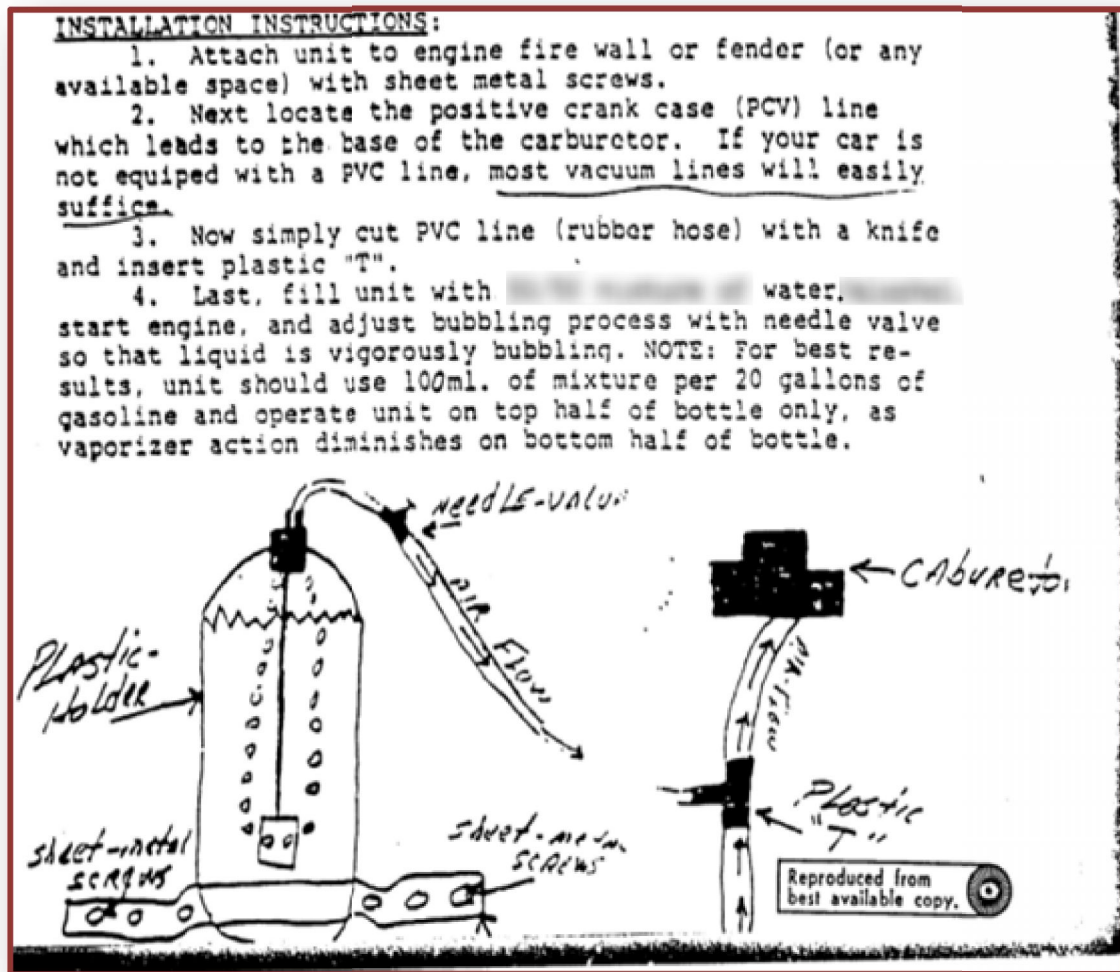 INSTALLATION INSTRUCTIONS:
1. Attach unit to engine fire wall or fender (or any
available space) with sheet metal screws.
2. Next locate the positive crank case (PCV) line
which leads to the base of the carburetor. If your car is
not equiped with a PVC line, most vacuum lines will easily
suffice.
3. Now simply cut PVC line (rubber hose) with a knife
and insert plastic "T".
4. Last, fill unit with water,
start engine, and adjust bubbling process with needle valve
so that liquid is vigorously bubbling. NOTE: For best re-
sults, unit should use 100ml. of mixture per 20 gallons of
gasoline and operate unit on top half of bottle only, as
vaporizer action diminishes on bottom half of bottle.
NEEDLE-
CAbureto
AIR
Flow
AIR-Flow
PLAStic-
Holder
PLAStic
"T"
sheet-metal
SCREWS
sheet-
SCREWS
Reproduced from
best available copy.